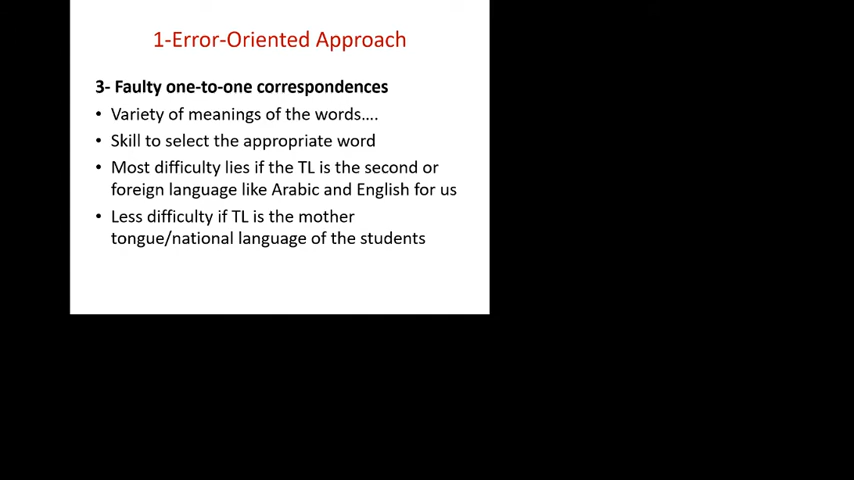 1-Error-Oriented Approach
3- Faulty one-to-one correspondences
• Variety of meanings of the words....
• Skill to select the appropriate word
• Most difficulty lies if the TL is the second or
foreign language like Arabic and English for us
• Less difficulty if TL is the mother
tongue/national language of the students